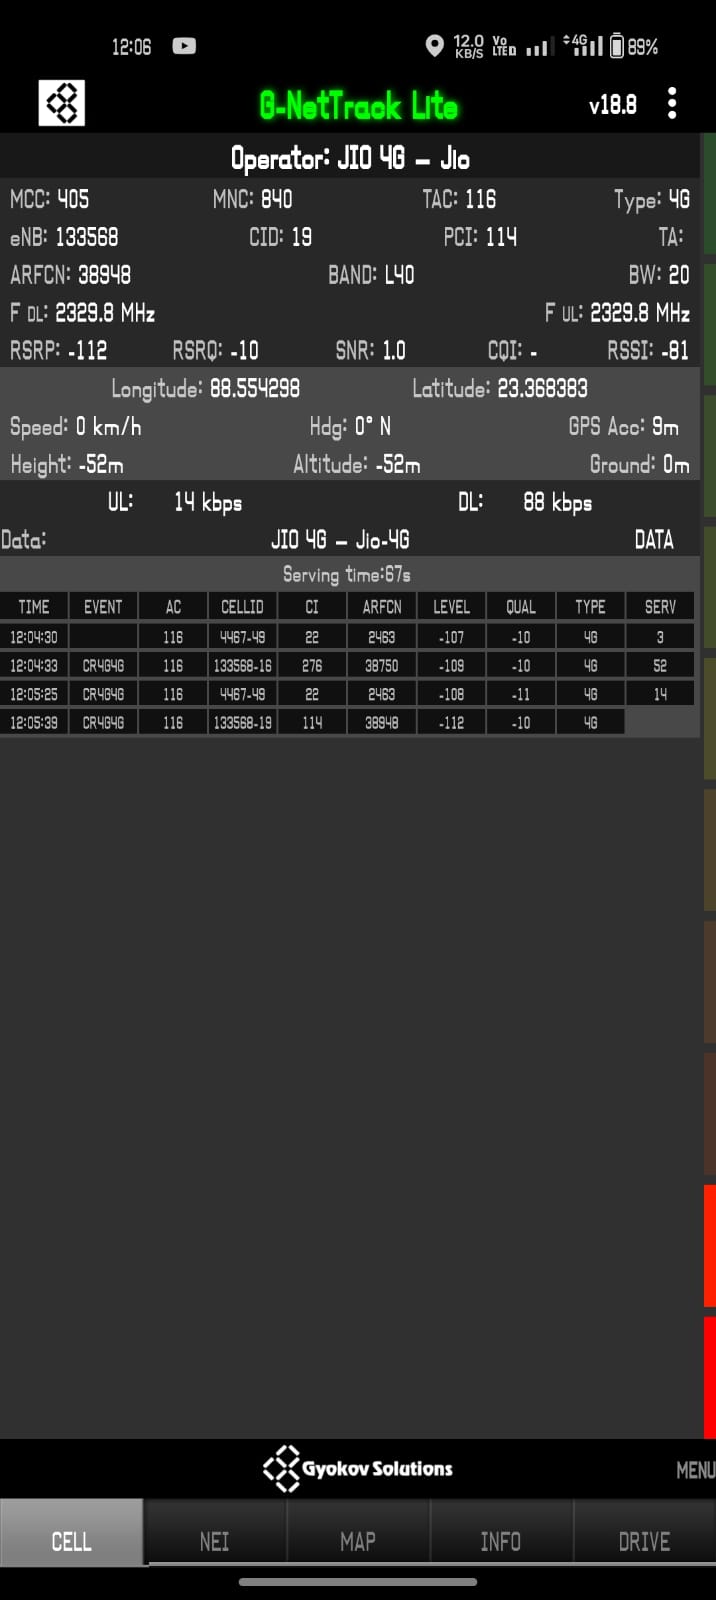 12:06 12.0 KB/S Vo LTE 4G 89%
G-NetTrack Lite v18.8
Operator: JIO 4G – Jio
MCC: 405 MNC: 840 TAC: 116 Type: 4G
eNB: 133568 CID: 19 PCI: 114 TA:
ARFCN: 38948 BAND: L40 BW: 20
F DL: 2329.8 MHz F UL: 2329.8 MHz
RSRP: -112 RSRQ: -10 SNR: 1.0 CQI: - RSSI: -81
Longitude: 88.554298 Latitude: 23.368383
Speed: 0 km/h Hdg: 0° N GPS Acc: 9m
Height: -52m Altitude: -52m Ground: 0m
UL: 14 kbps DL: 88 kbps
Data: JIO 4G – Jio-4G DATA
Serving time:67s
TIME EVENT AC CELLID CI ARFCN LEVEL QUAL TYPE SERV
12:04:30 116 4467-49 22 2463 -107 -10 4G 3
12:04:33 CR4G4G 116 133568-16 276 38750 -109 -10 4G 52
12:05:25 CR4G4G 116 4467-49 22 2463 -108 -11 4G 14
12:05:39 CR4G4G 116 133568-19 114 38948 -112 -10 4G
Gyokov Solutions MENU
CELL NEI MAP INFO DRIVE